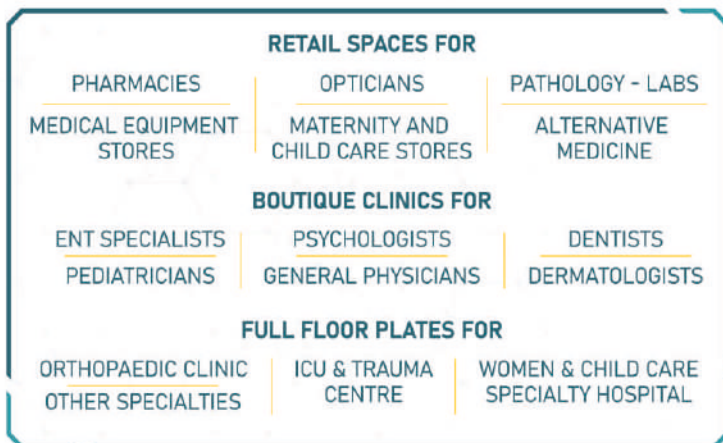 RETAIL SPACES FOR
PHARMACIES
OPTICIANS
PATHOLOGY - LABS
MEDICAL EQUIPMENT
STORES
MATERNITY AND
CHILD CARE STORES
ALTERNATIVE
MEDICINE
BOUTIQUE CLINICS FOR
ENT SPECIALISTS
PSYCHOLOGISTS
DENTISTS
PEDIATRICIANS
GENERAL PHYSICIANS
DERMATOLOGISTS
FULL FLOOR PLATES FOR
ORTHOPAEDIC CLINIC
OTHER SPECIALTIES
ICU & TRAUMA
CENTRE
WOMEN & CHILD CARE
SPECIALTY HOSPITAL